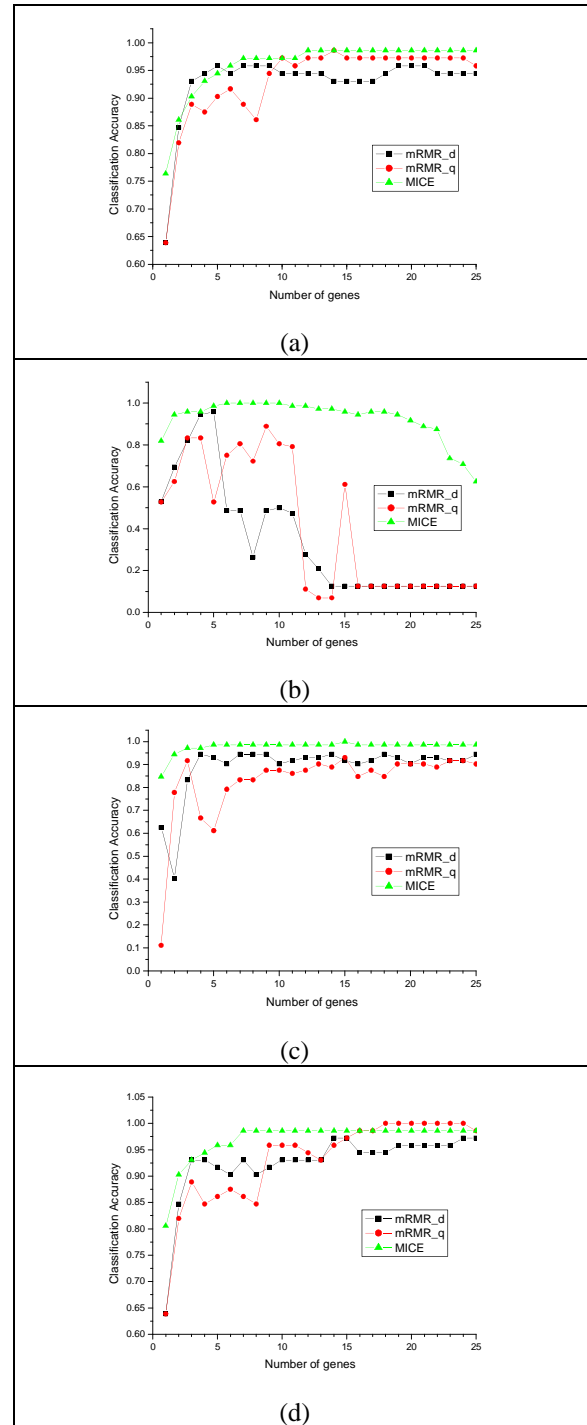 1.00
0.95
0.90
0.85
0.80
0.75
0.70
0.65
0.60
Classification Accuracy
mRMR_d
mRMR_q
MICE
0 5 10 15 20 25
Number of genes
(a)
1.0
0.8
0.6
0.4
0.2
0.0
Classification Accuracy
mRMR_d
mRMR_q
MICE
0 5 10 15 20 25
Number of genes
(b)
1.0
0.9
0.8
0.7
0.6
0.5
0.4
0.3
0.2
0.1
0.0
Classification Accuracy
mRMR_d
mRMR_q
MICE
0 5 10 15 20 25
Number of genes
(c)
1.05
1.00
0.95
0.90
0.85
0.80
0.75
0.70
0.65
0.60
Classification Accuracy
mRMR_d
mRMR_q
MICE
0 5 10 15 20 25
Number of genes
(d)